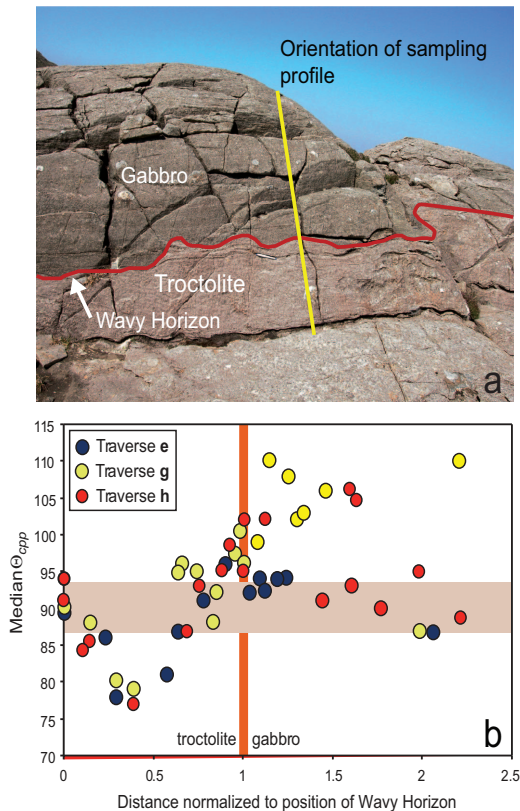 Orientation of sampling
profile
Gabbro
Troctolite
Wavy Horizon
a
115
110
105
100
95
90
85
80
75
70
Median Θcpp
Traverse e
Traverse g
Traverse h
troctolite
gabbro
b
0
0.5
1
1.5
2
2.5
Distance normalized to position of Wavy Horizon